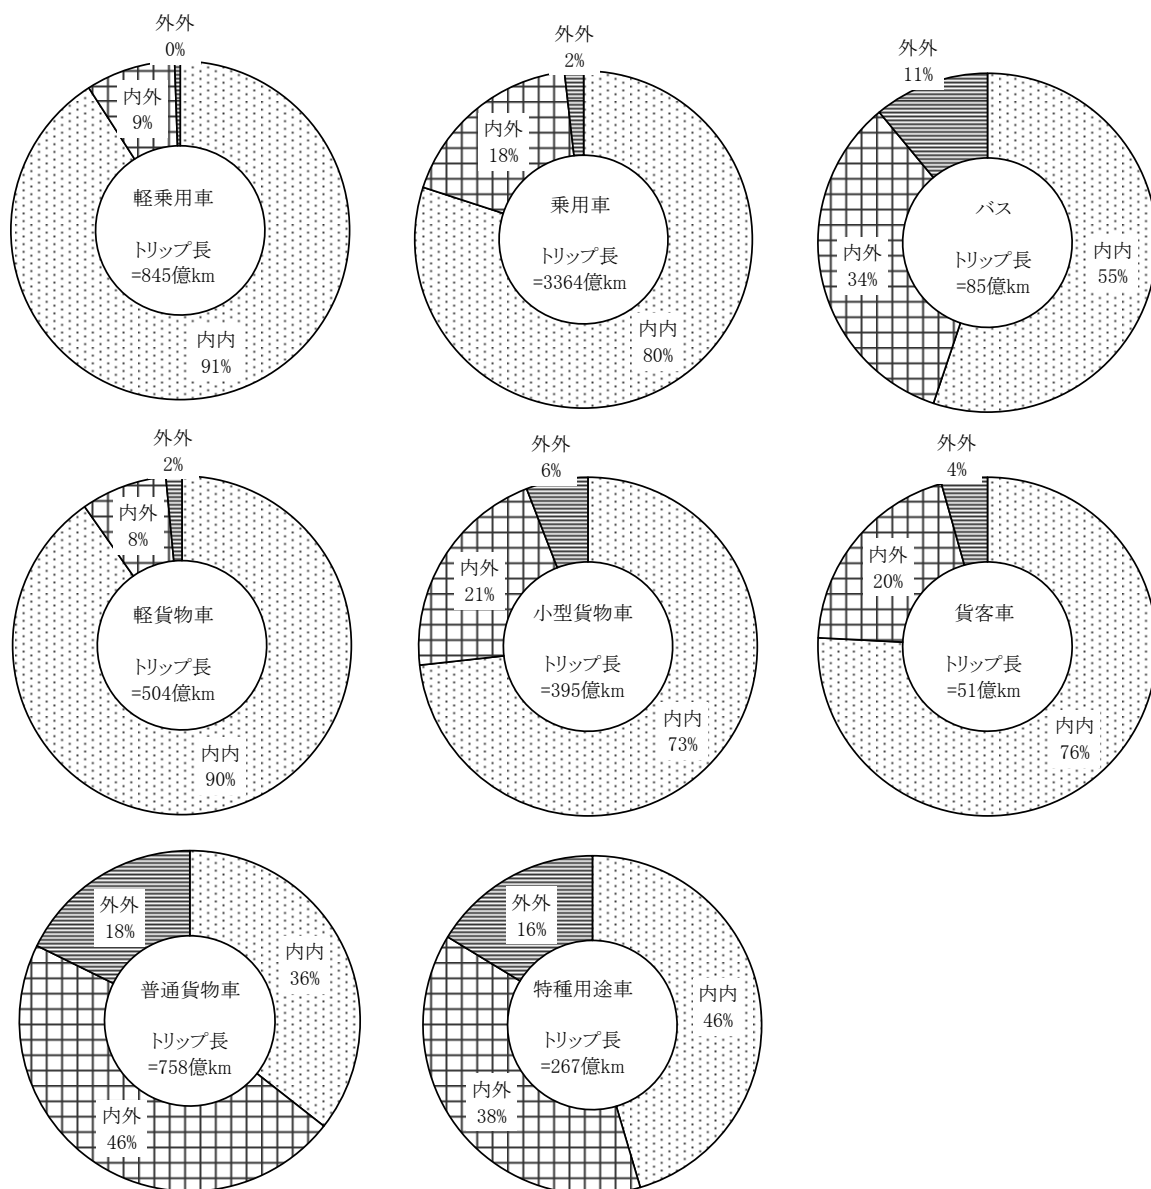 外外
0%
内外
9%
軽乗用車
トリップ長
=845億km
内内
91%
外外
2%
内外
18%
乗用車
トリップ長
=3364億km
内内
80%
外外
11%
内外
34%
バス
トリップ長
=85億km
内内
55%
外外
2%
内外
8%
軽貨物車
トリップ長
=504億km
内内
90%
外外
6%
内外
21%
小型貨物車
トリップ長
=395億km
内内
73%
外外
4%
内外
20%
貨客車
トリップ長
=51億km
内内
76%
外外
18%
内内
36%
普通貨物車
トリップ長
=758億km
内外
46%
外外
16%
内内
46%
特種用途車
トリップ長
=267億km
内外
38%